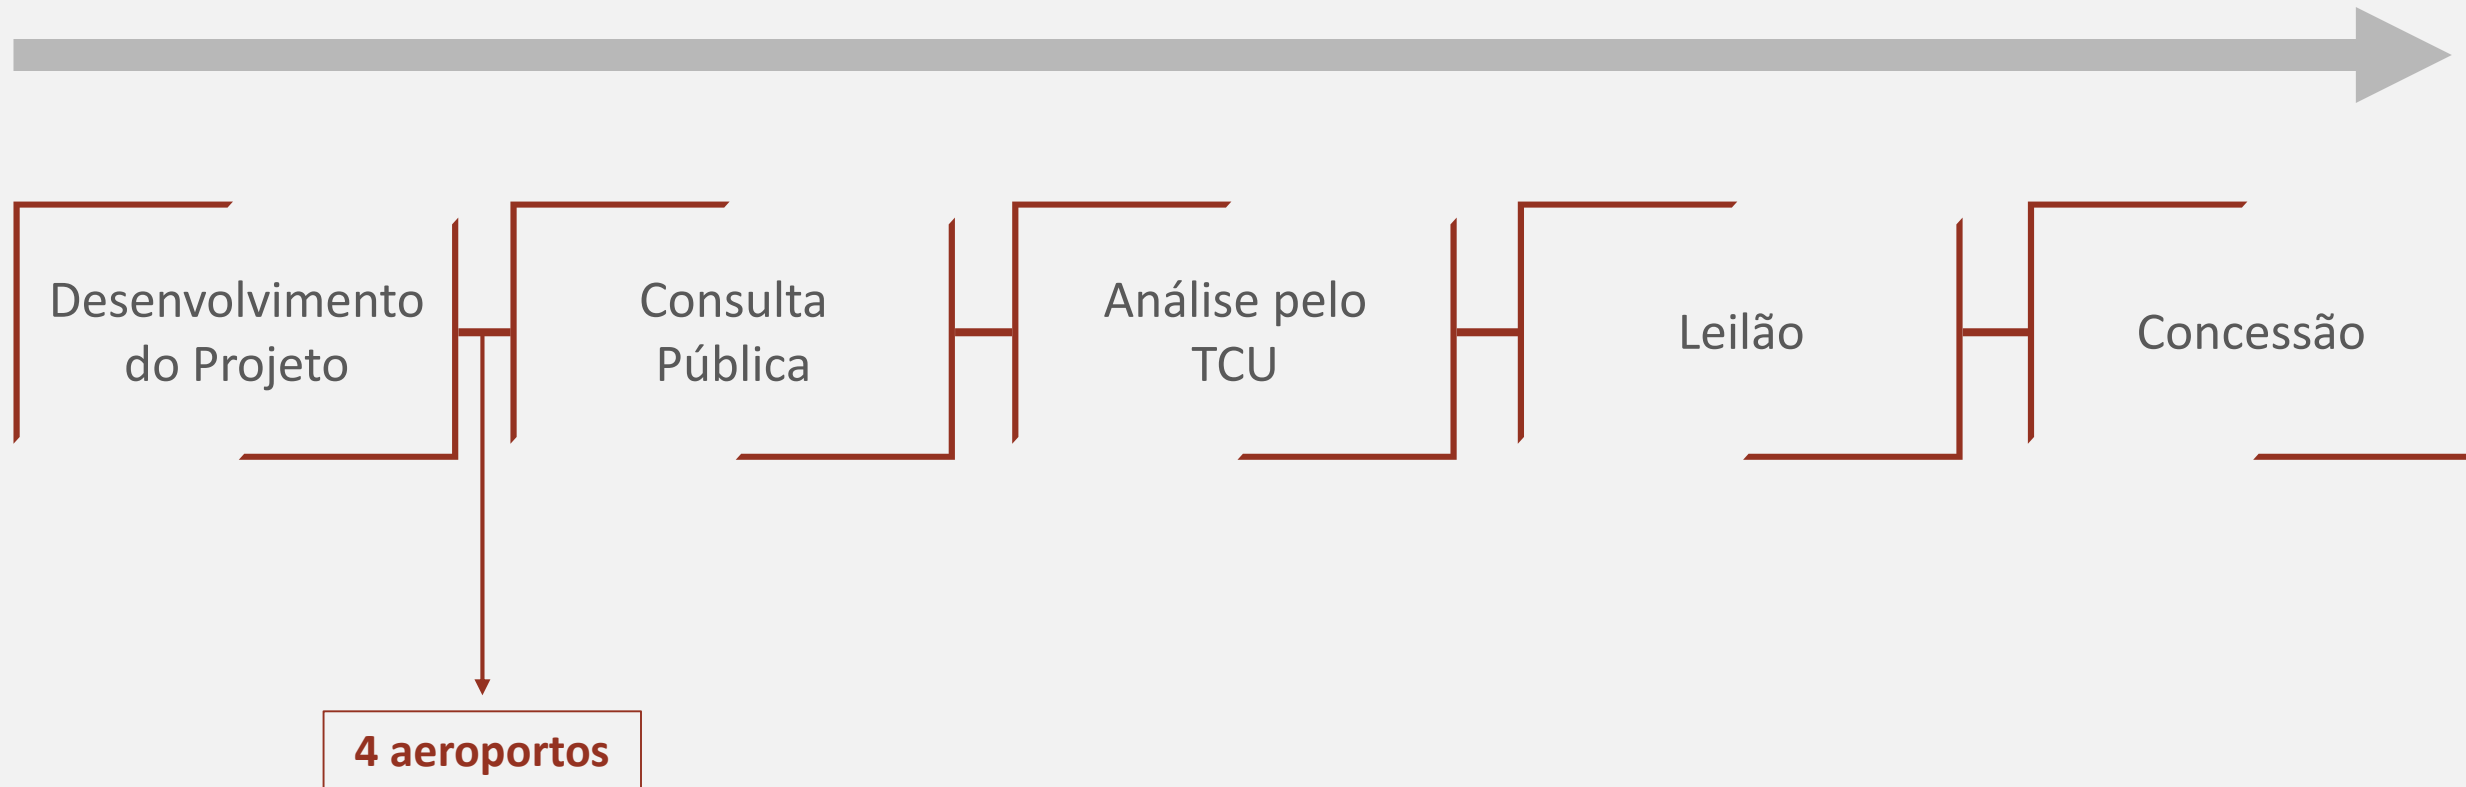 Desenvolvimento
do Projeto
Consulta
Pública
Análise pelo
TCU
Leilão
Concessão
4 aeroportos